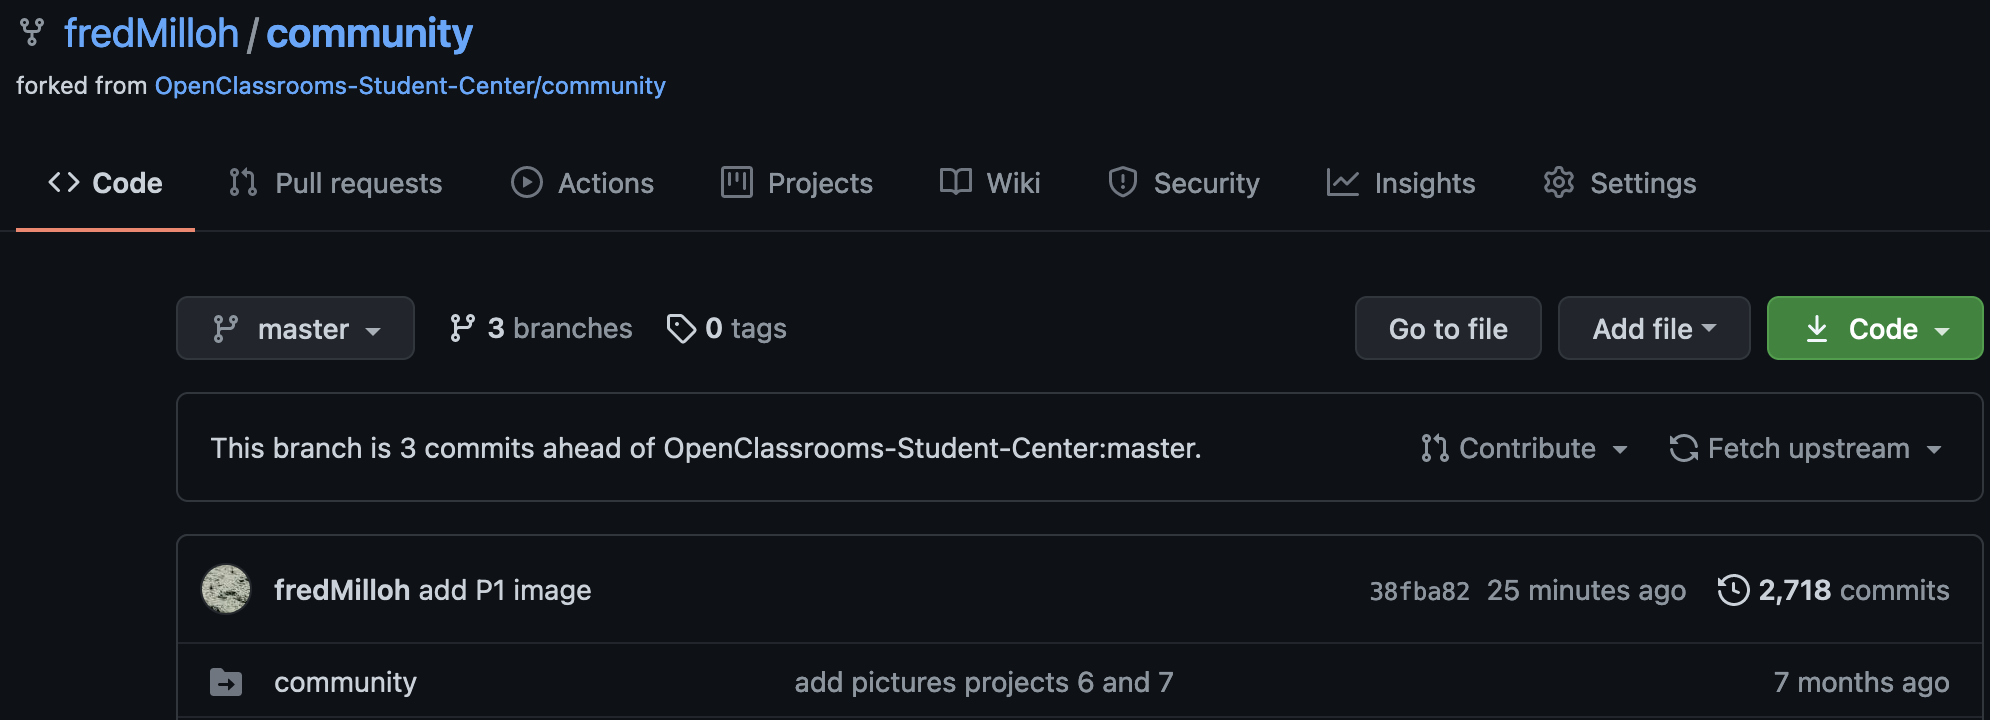 fredMilloh / community
forked from OpenClassrooms-Student-Center/community
Code Pull requests Actions Projects Wiki Security Insights Settings
master 3 branches 0 tags Go to file Add file Code
This branch is 3 commits ahead of OpenClassrooms-Student-Center:master. Contribute Fetch upstream
fredMilloh add P1 image 38fba82 25 minutes ago 2,718 commits
community add pictures projects 6 and 7 7 months ago